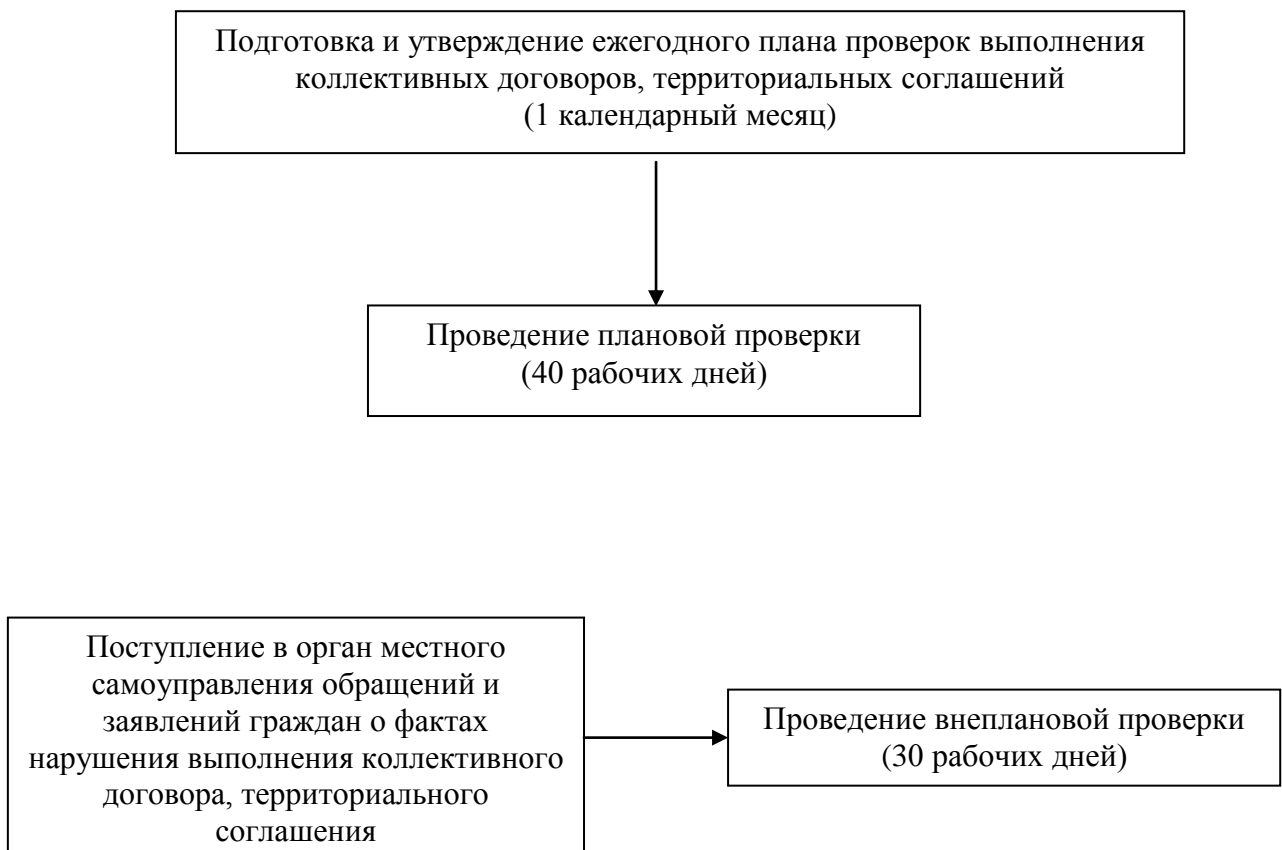 Подготовка и утверждение ежегодного плана проверок выполнения
коллективных договоров, территориальных соглашений
(1 календарный месяц)
Проведение плановой проверки
(40 рабочих дней)
Поступление в орган местного
самоуправления обращений и
заявлений граждан о фактах
нарушения выполнения коллективного
договора, территориального
соглашения
Проведение внеплановой проверки
(30 рабочих дней)